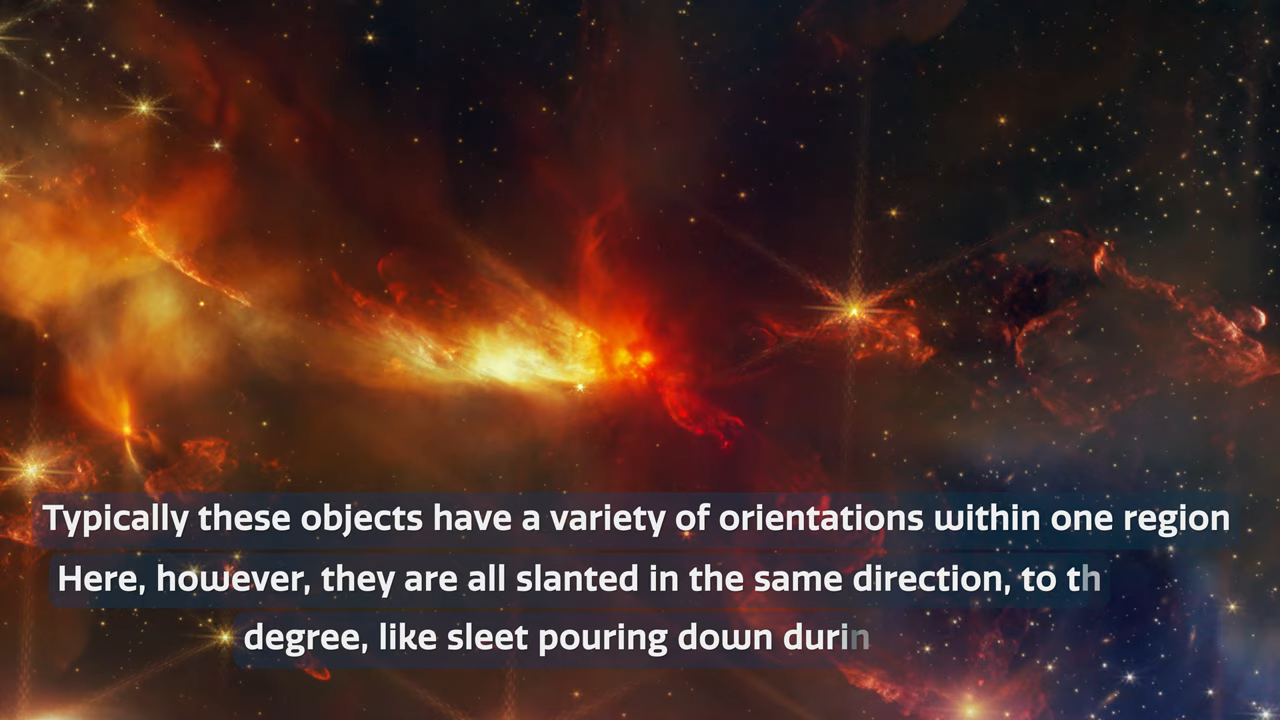 Typically these objects have a variety of orientations within one region
Here, however, they are all slanted in the same direction, to th
degree, like sleet pouring down durin